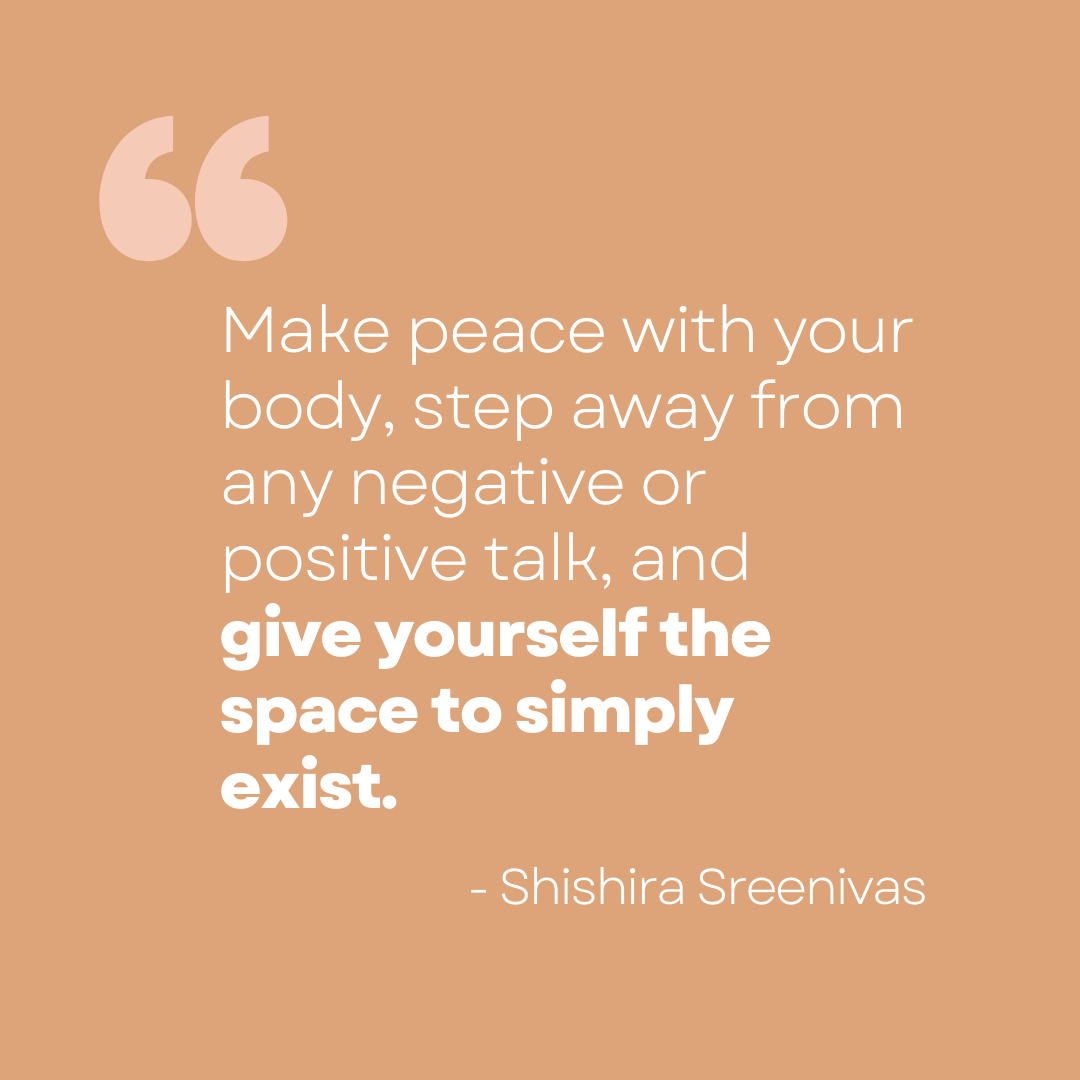 “
Make peace with your
body, step away from
any negative or
positive talk, and
give yourself the
space to simply
exist.
- Shishira Sreenivas